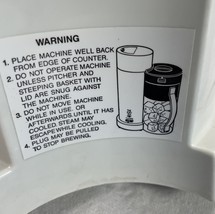 WARNING
1. PLACE MACHINE WELL BACK
FROM EDGE OF COUNTER.
2. DO NOT OPERATE MACHINE
UNLESS PITCHER AND
STEEPING BASKET WITH
LID ARE SNUG AGAINST
THE MACHINE.
3. DO NOT MOVE MACHINE
WHILE IN USE, OR
AFTERWARDS UNTIL IT HAS
COOLED STEAM MAY
ESCAPE WHILE COOLING.
4. PLUG MAY BE PULLED
TO STOP BREWING.